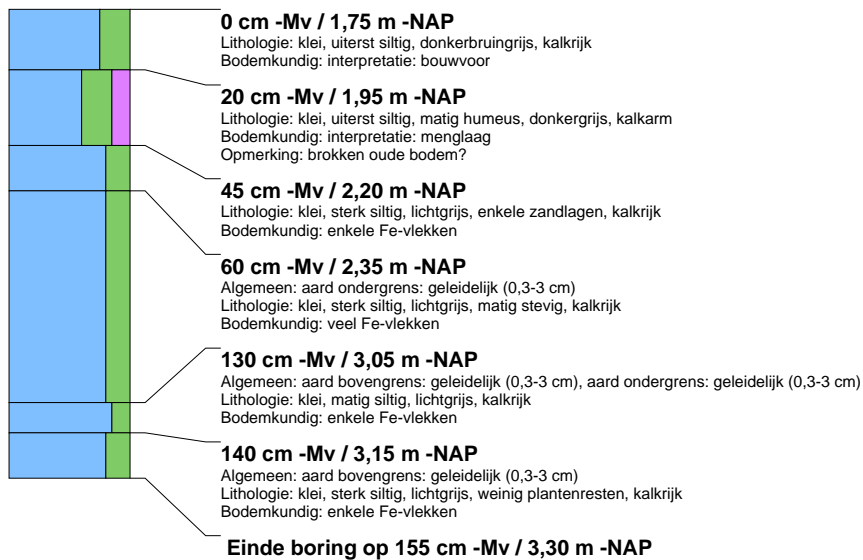 0 cm -Mv / 1,75 m -NAP
Lithologie: klei, uiterst siltig, donkerbruingrijs, kalkrijk
Bodemkundig: interpretatie: bouwvoor
20 cm -Mv / 1,95 m -NAP
Lithologie: klei, uiterst siltig, matig humeus, donkergrijs, kalkarm
Bodemkundig: interpretatie: menglaag
Opmerking: brokken oude bodem?
45 cm -Mv / 2,20 m -NAP
Lithologie: klei, sterk siltig, lichtgrijs, enkele zandlagen, kalkrijk
Bodemkundig: enkele Fe-vlekken
60 cm -Mv / 2,35 m -NAP
Algemeen: aard ondergrens: geleidelijk (0,3-3 cm)
Lithologie: klei, sterk siltig, lichtgrijs, matig stevig, kalkrijk
Bodemkundig: veel Fe-vlekken
130 cm -Mv / 3,05 m -NAP
Algemeen: aard bovengrens: geleidelijk (0,3-3 cm), aard ondergrens: geleidelijk (0,3-3 cm)
Lithologie: klei, matig siltig, lichtgrijs, kalkrijk
Bodemkundig: enkele Fe-vlekken
140 cm -Mv / 3,15 m -NAP
Algemeen: aard bovengrens: geleidelijk (0,3-3 cm)
Lithologie: klei, sterk siltig, lichtgrijs, weinig plantenresten, kalkrijk
Bodemkundig: enkele Fe-vlekken
Einde boring op 155 cm -Mv / 3,30 m -NAP